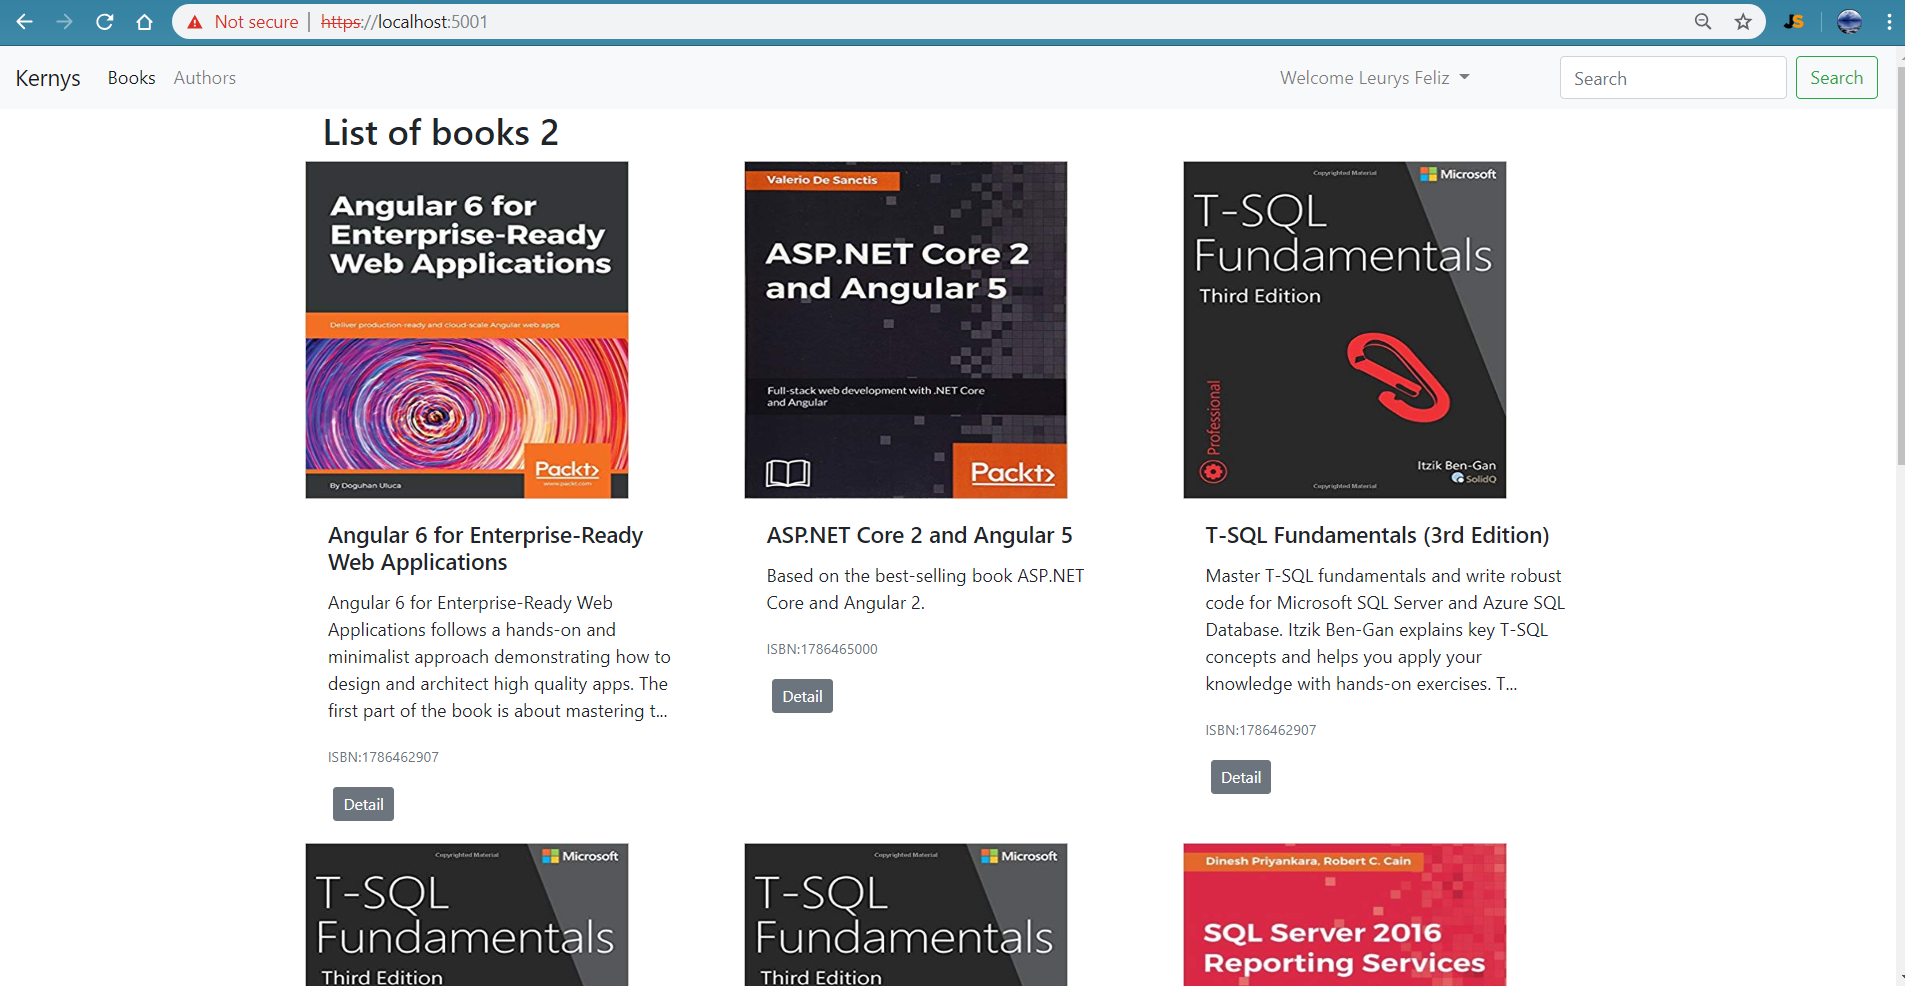 Not secure | https://localhost:5001
JS
Kernys Books Authors Welcome Leurys Feliz Search Search
List of books 2
Angular 6 for
Enterprise-Ready
Web Applications
Deliver production-ready and cloud-scale Angular web apps
Packt>
www.packt.com
By Doguhan Uluca
Valerio De Sanctis
ASP.NET Core 2
and Angular 5
Full-stack web development with .NET Core
and Angular
Packt>
Copyrighted Material
Microsoft
T-SQL
Fundamentals
Third Edition
Professional
Itzik Ben-Gan
SolidQ
Copyrighted Material
Angular 6 for Enterprise-Ready
Web Applications
Angular 6 for Enterprise-Ready Web
Applications follows a hands-on and
minimalist approach demonstrating how to
design and architect high quality apps. The
first part of the book is about mastering t...
ISBN:1786462907
Detail
ASP.NET Core 2 and Angular 5
Based on the best-selling book ASP.NET
Core and Angular 2.
ISBN:1786465000
Detail
T-SQL Fundamentals (3rd Edition)
Master T-SQL fundamentals and write robust
code for Microsoft SQL Server and Azure SQL
Database. Itzik Ben-Gan explains key T-SQL
concepts and helps you apply your
knowledge with hands-on exercises. T...
ISBN:1786462907
Detail
Copyrighted Material
Microsoft
T-SQL
Fundamentals
Third Edition
Copyrighted Material
Microsoft
T-SQL
Fundamentals
Third Edition
Dinesh Priyankara, Robert C. Cain
SQL Server 2016
Reporting Services